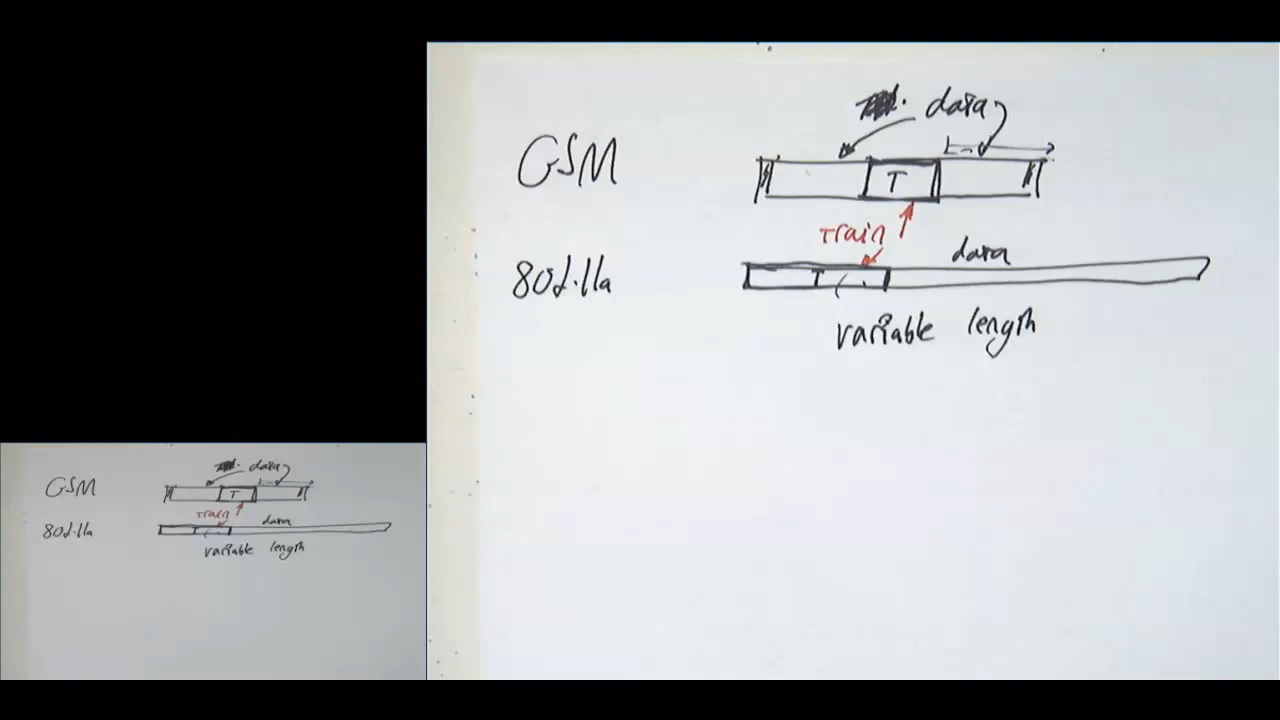 data
GSM
T
Train
data
802.11a
T
variable length